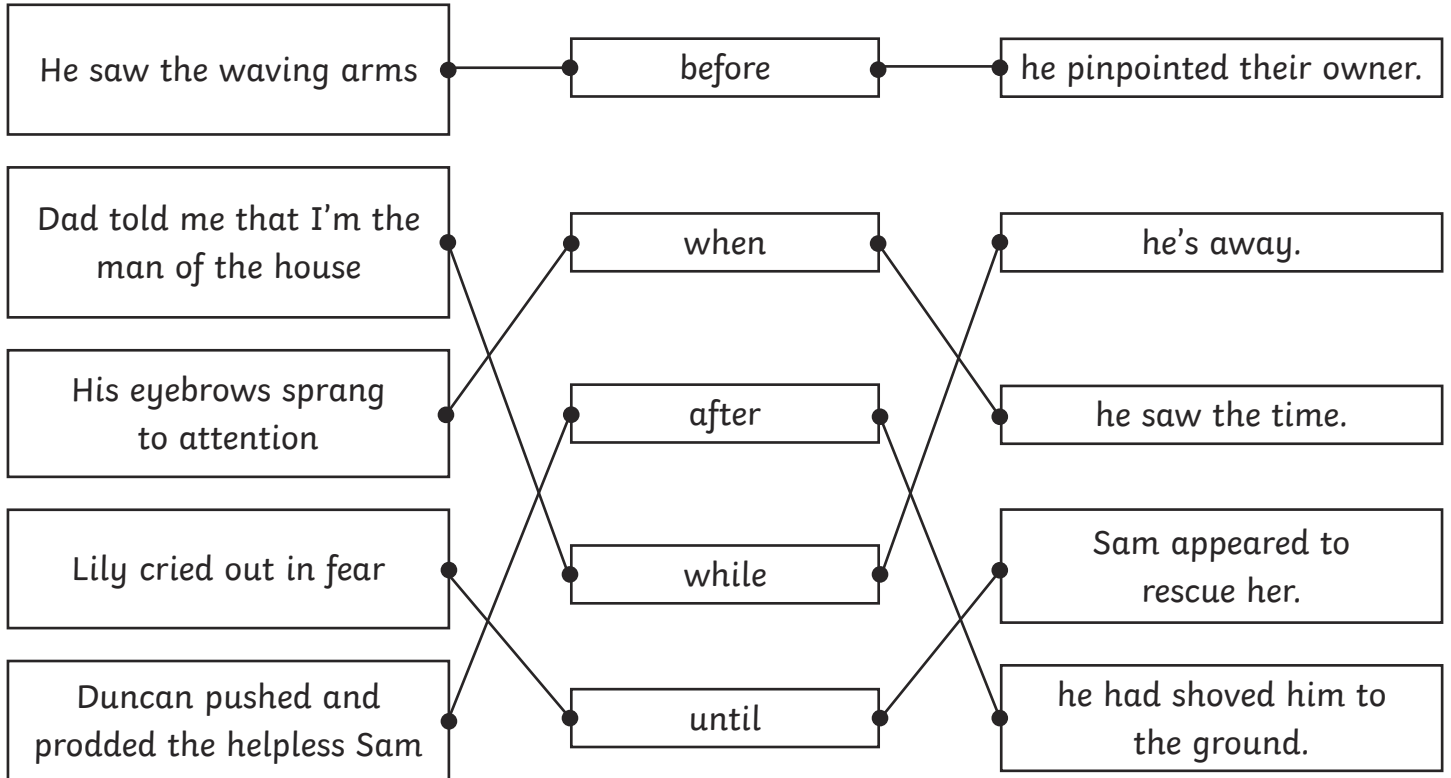 He saw the waving arms
before
he pinpointed their owner.
Dad told me that I'm the
man of the house
when
he's away.
His eyebrows sprang
to attention
after
he saw the time.
Lily cried out in fear
while
Sam appeared to
rescue her.
Duncan pushed and
prodded the helpless Sam
until
he had shoved him to
the ground.